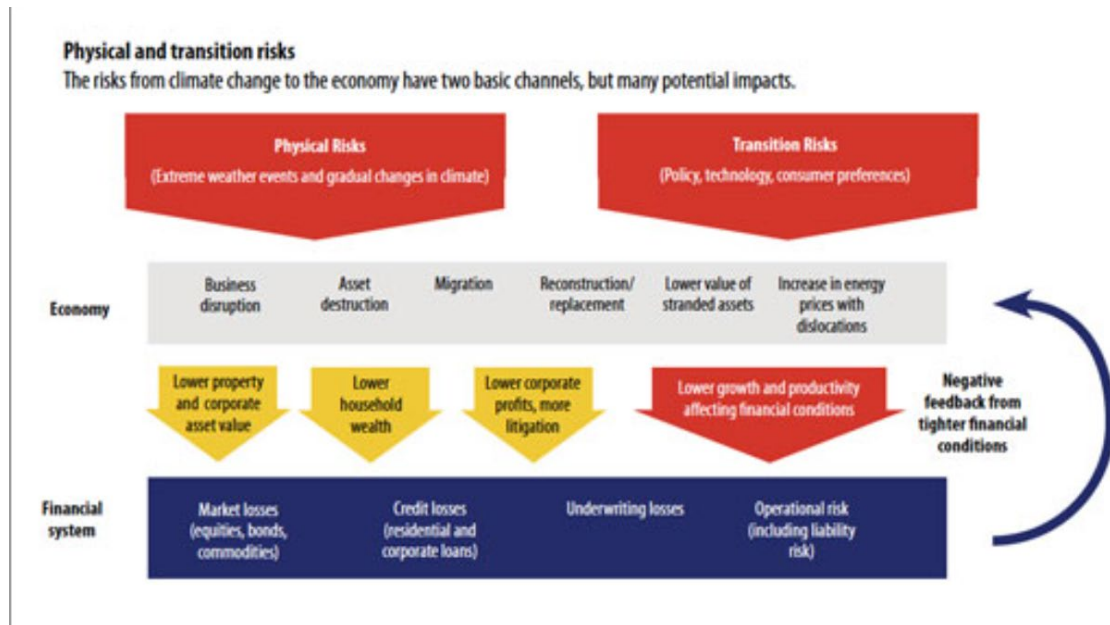 Physical and transition risks
The risks from climate change to the economy have two basic channels, but many potential impacts.
Physical Risks
(Extreme weather events and gradual changes in climate)
Transition Risks
(Policy, technology, consumer preferences)
Economy
Business
disruption
Asset
destruction
Migration
Reconstruction/
replacement
Lower value of
stranded assets
Increase in energy
prices with
dislocations
Lower property
and corporate
asset value
Lower
household
wealth
Lower corporate
profits, more
litigation
Lower growth and productivity
affecting financial conditions
Negative
feedback from
tighter financial
conditions
Financial
system
Market losses
(equities, bonds,
commodities)
Credit losses
(residential and
corporate loans)
Underwriting losses
Operational risk
(including liability
risk)